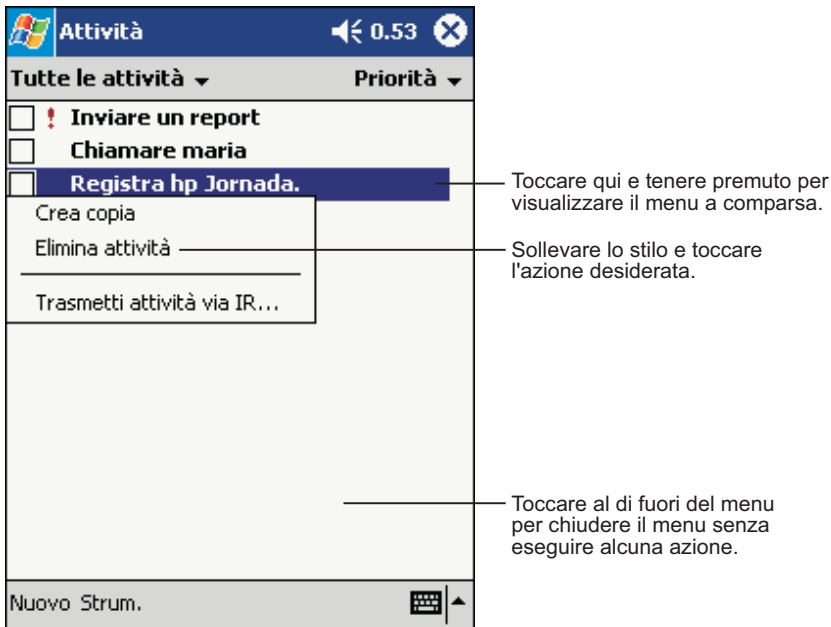 Attività 0.53
Tutte le attività Priorità
! Inviare un report
Chiamare maria
Registra hp Jornada.
Toccare qui e tenere premuto per
visualizzare il menu a comparsa.
Crea copia
Elimina attività
Sollevare lo stilo e toccare
l'azione desiderata.
Trasmetti attività via IR...
Toccare al di fuori del menu
per chiudere il menu senza
eseguire alcuna azione.
Nuovo Strum.